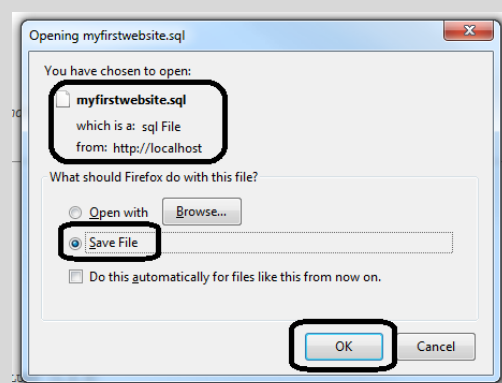 Opening myfirstwebsite.sql
You have chosen to open:
myfirstwebsite.sql
which is a: sql File
from: http://localhost
What should Firefox do with this file?
Open with Browse...
Save File
Do this automatically for files like this from now on.
OK Cancel